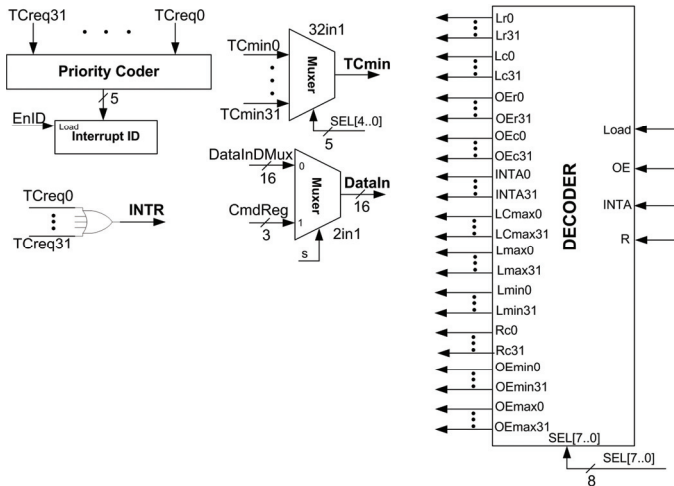 TCreq31
TCreq0
Priority Coder
5
EnID
Load
Interrupt ID
TCreq0
TCreq31
INTR
32in1
TCmin0
TCmin31
Muxer
TCmin
SEL[4..0]
5
DataInDMux
16
0
Muxer
DataIn
16
CmdReg
3
1
2in1
s
Lr0
Lr31
Lc0
Lc31
OEr0
OEr31
OEc0
OEc31
INTA0
INTA31
LCmax0
LCmax31
Lmax0
Lmax31
Lmin0
Lmin31
Rc0
Rc31
OEmin0
OEmin31
OEmax0
OEmax31
DECODER
Load
OE
INTA
R
SEL[7..0]
SEL[7..0]
8